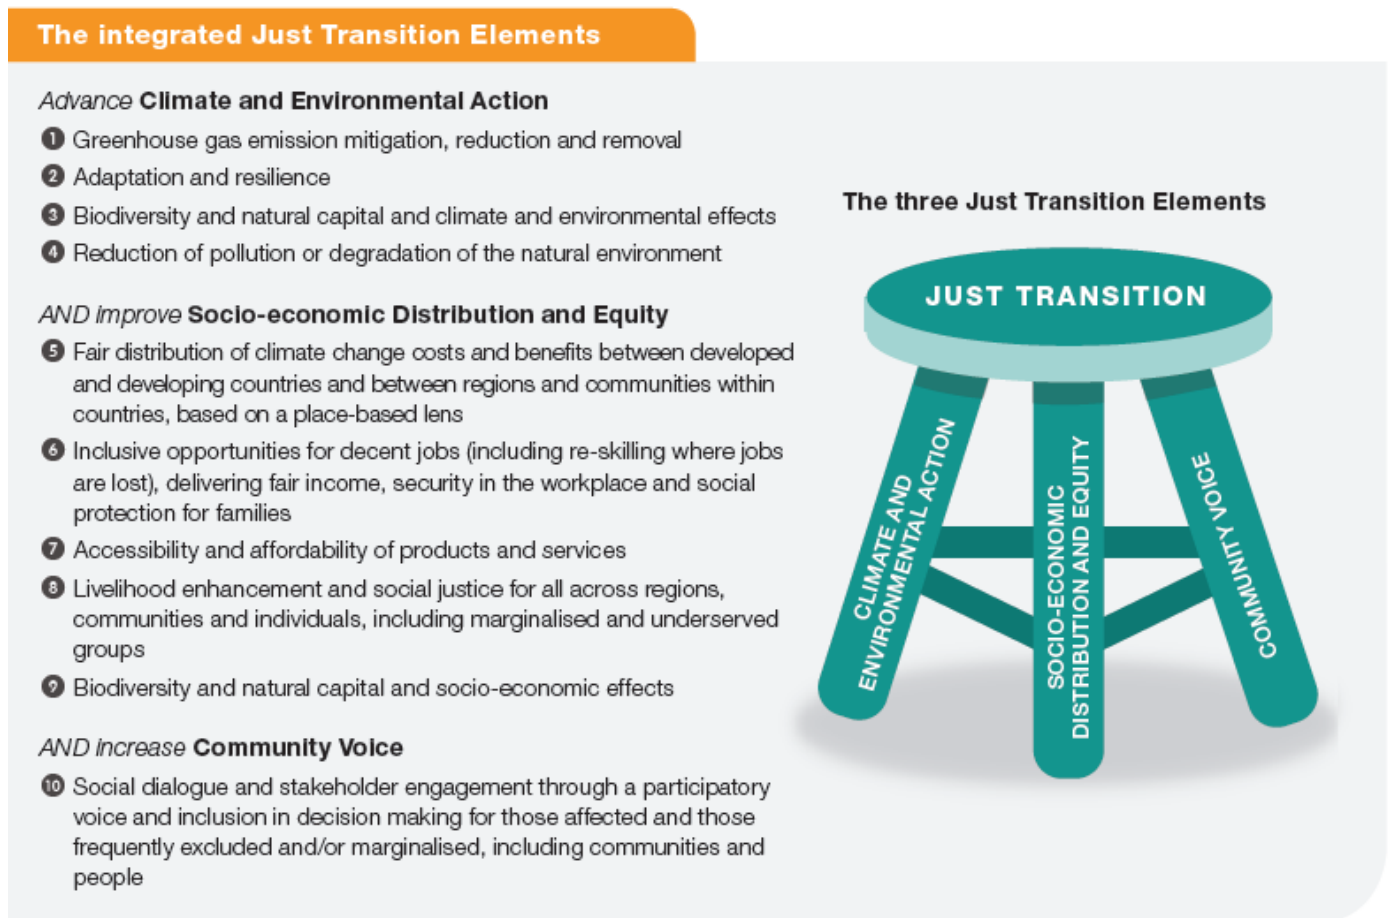 The integrated Just Transition Elements
Advance Climate and Environmental Action
1 Greenhouse gas emission mitigation, reduction and removal
2 Adaptation and resilience
3 Biodiversity and natural capital and climate and environmental effects
4 Reduction of pollution or degradation of the natural environment
AND Improve Socio-economic Distribution and Equity
5 Fair distribution of climate change costs and benefits between developed
and developing countries and between regions and communities within
countries, based on a place-based lens
6 Inclusive opportunities for decent jobs (including re-skilling where jobs
are lost), delivering fair income, security in the workplace and social
protection for families
7 Accessibility and affordability of products and services
8 Livelihood enhancement and social justice for all across regions,
communities and individuals, including marginalised and underserved
groups
9 Biodiversity and natural capital and socio-economic effects
AND Increase Community Voice
10 Social dialogue and stakeholder engagement through a participatory
voice and inclusion in decision making for those affected and those
frequently excluded and/or marginalised, including communities and
people
The three Just Transition Elements
JUST TRANSITION
CLIMATE AND
ENVIRONMENTAL ACTION
SOCIO-ECONOMIC
DISTRIBUTION AND EQUITY
COMMUNITY VOICE